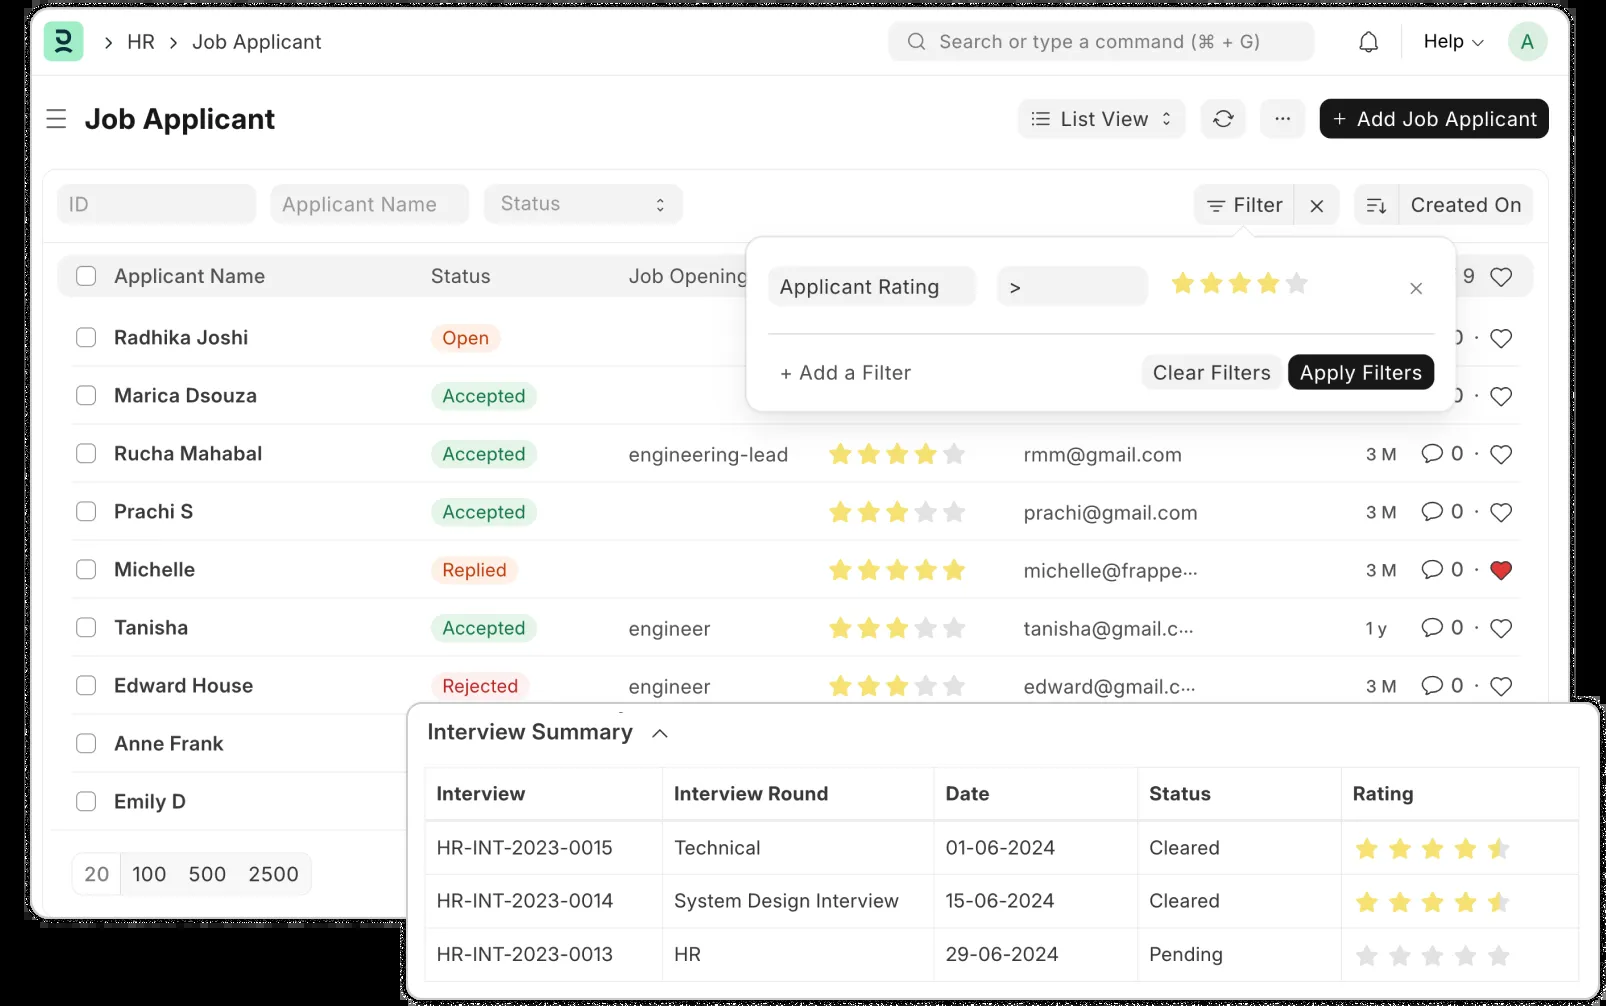 HR Job Applicant Search or type a command (⌘ + G) Help A
Job Applicant List View ... + Add Job Applicant
ID Applicant Name Status Filter Created On
Applicant Name Status Job Opening 9
Applicant Rating >
+ Add a Filter Clear Filters Apply Filters
Radhika Joshi Open
Marica Dsouza Accepted
Rucha Mahabal Accepted engineering-lead rmm@gmail.com 3 M 0 ·
Prachi S Accepted prachi@gmail.com 3 M 0 ·
Michelle Replied michelle@frappe... 3 M 0 ·
Tanisha Accepted engineer tanisha@gmail.c... 1 y 0 ·
Edward House Rejected engineer edward@gmail.c... 3 M 0 ·
Anne Frank
Emily D
20 100 500 2500
Interview Summary
Interview Interview Round Date Status Rating
HR-INT-2023-0015 Technical 01-06-2024 Cleared
HR-INT-2023-0014 System Design Interview 15-06-2024 Cleared
HR-INT-2023-0013 HR 29-06-2024 Pending